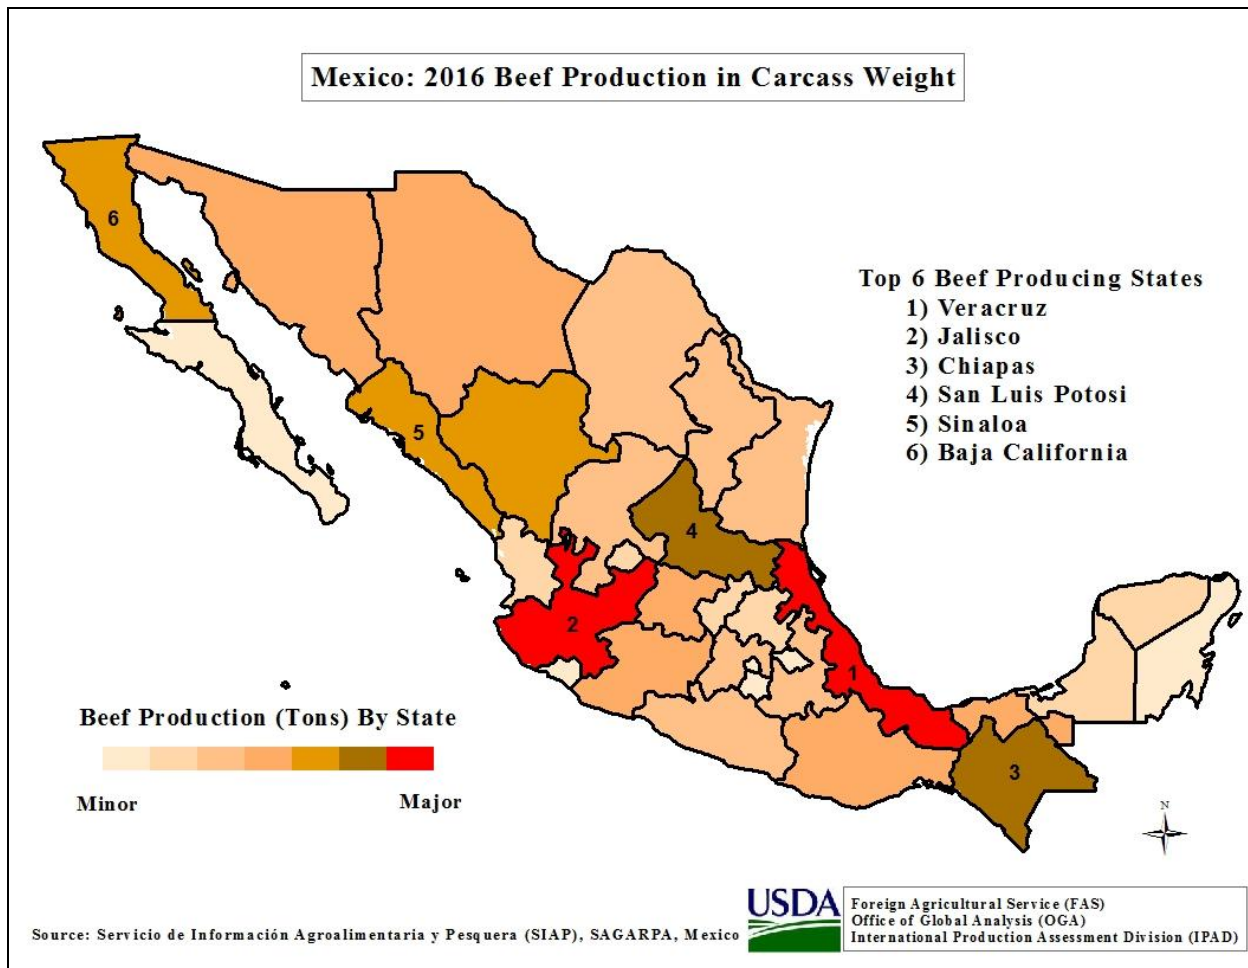 Mexico: 2016 Beef Production in Carcass Weight
6
Top 6 Beef Producing States
1) Veracruz
2) Jalisco
3) Chiapas
4) San Luis Potosi
5) Sinaloa
6) Baja California
5
4
2
1
3
Beef Production (Tons) By State
Minor
Major
N
USDA
Foreign Agricultural Service (FAS)
Office of Global Analysis (OGA)
International Production Assessment Division (IPAD)
Source: Servicio de Información Agroalimentaria y Pesquera (SIAP), SAGARPA, Mexico